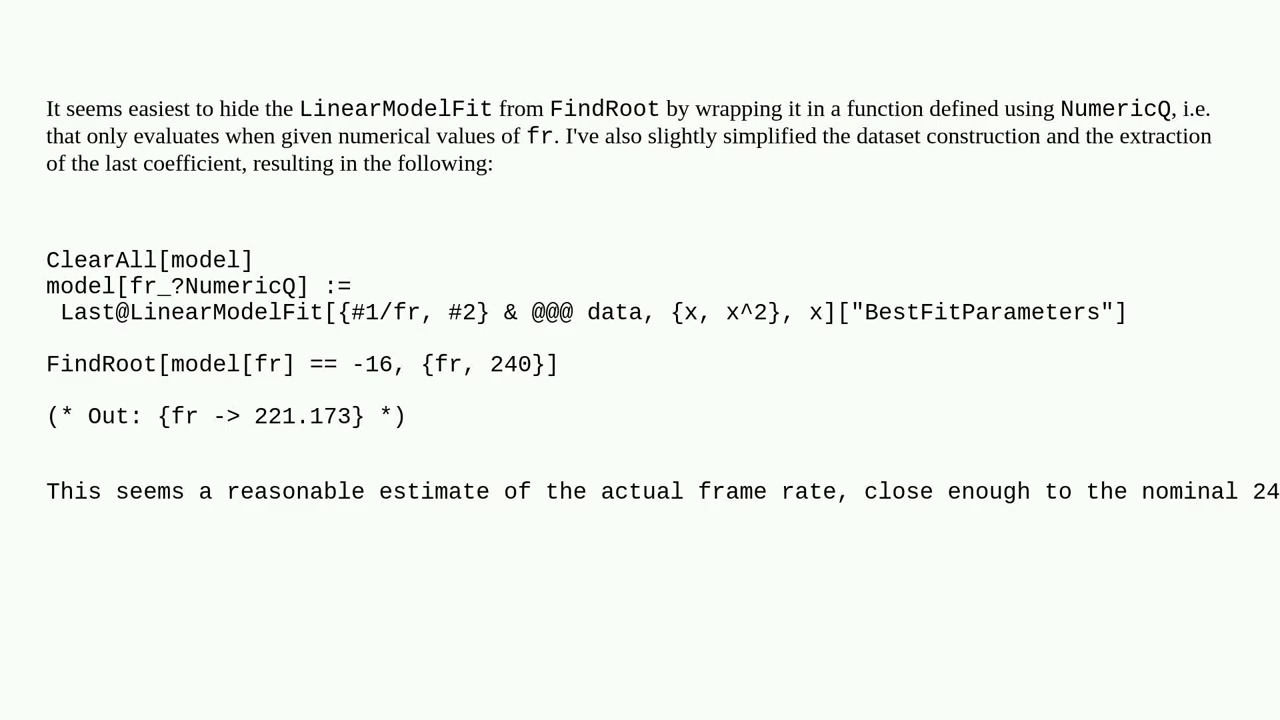 It seems easiest to hide the LinearModelFit from FindRoot by wrapping it in a function defined using NumericQ, i.e.
that only evaluates when given numerical values of fr. I've also slightly simplified the dataset construction and the extraction
of the last coefficient, resulting in the following:
ClearAll[model]
model[fr_?NumericQ] :=
 Last@LinearModelFit[{#1/fr, #2} & @@@ data, {x, x^2}, x]["BestFitParameters"]
FindRoot[model[fr] == -16, {fr, 240}]
(* Out: {fr -> 221.173} *)
This seems a reasonable estimate of the actual frame rate, close enough to the nominal 24